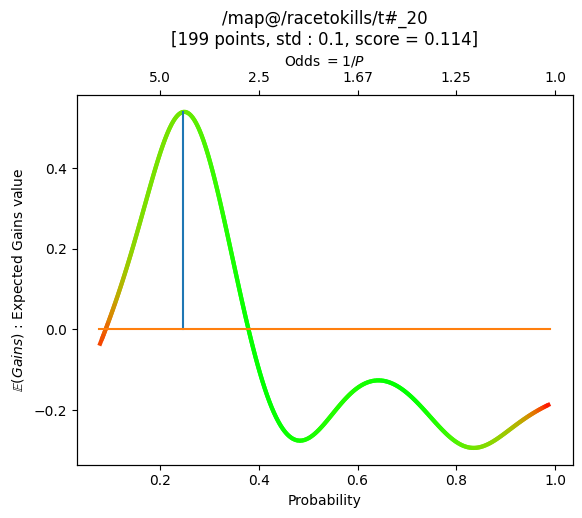 /map@/racetokills/t#_20
[199 points, std : 0.1, score = 0.114]
Odds = 1/P
5.0 2.5 1.67 1.25 1.0
0.4
0.2
0.0
−0.2
𝔼(Gains) : Expected Gains value
0.2 0.4 0.6 0.8 1.0
Probability